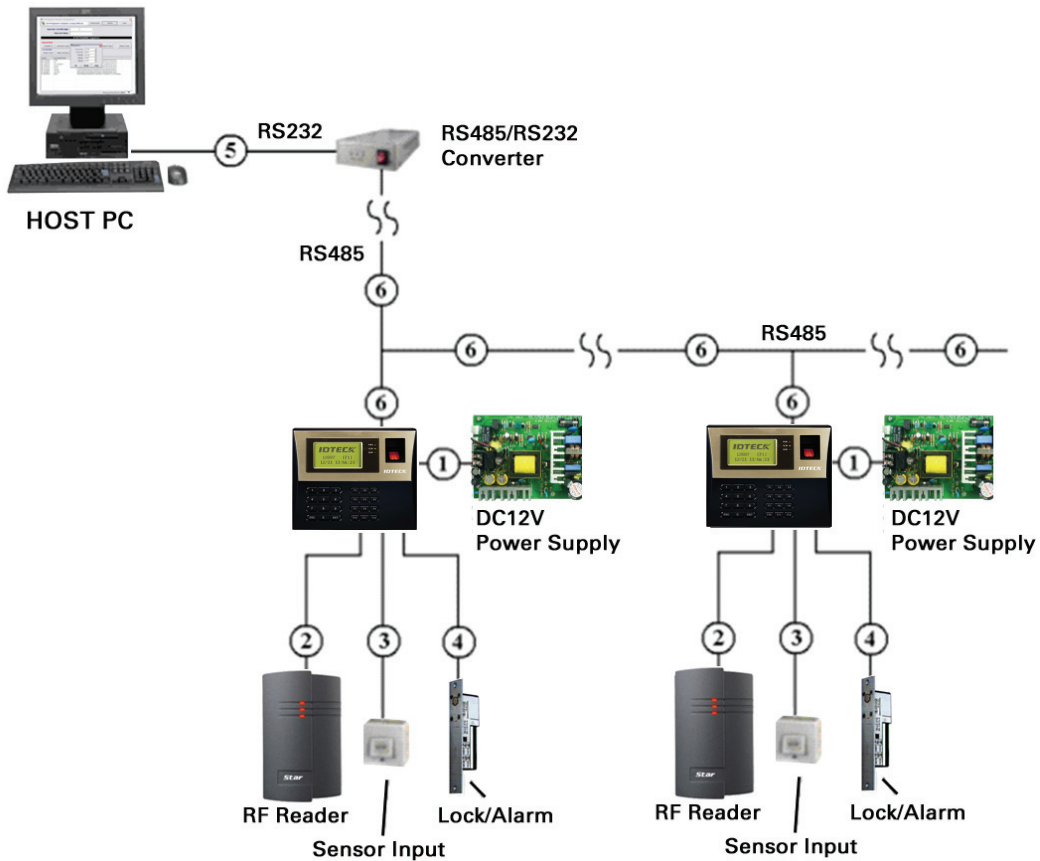 RS232
RS485/RS232
Converter
5
HOST PC
RS485
6
RS485
6
6
6
6
6
IDTECK
IDTECK
1
DC12V
Power Supply
IDTECK
IDTECK
1
DC12V
Power Supply
2
3
4
2
3
4
Star
Star
RF Reader
Lock/Alarm
Sensor Input
RF Reader
Lock/Alarm
Sensor Input